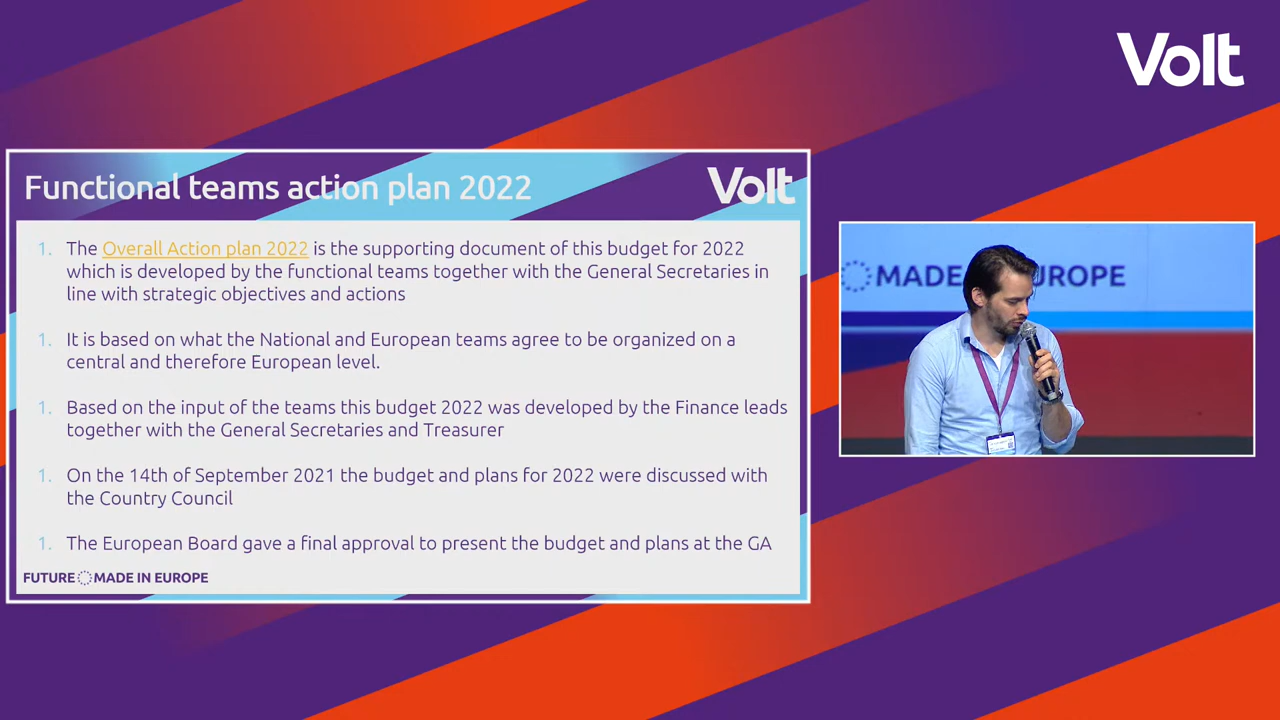 Volt
Functional teams action plan 2022
Volt
1. The Overall Action plan 2022 is the supporting document of this budget for 2022
which is developed by the functional teams together with the General Secretaries in
line with strategic objectives and actions
1. It is based on what the National and European teams agree to be organized on a
central and therefore European level.
1. Based on the input of the teams this budget 2022 was developed by the Finance leads
together with the General Secretaries and Treasurer
1. On the 14th of September 2021 the budget and plans for 2022 were discussed with
the Country Council
1. The European Board gave a final approval to present the budget and plans at the GA
FUTURE MADE IN EUROPE
MADE IN EUROPE